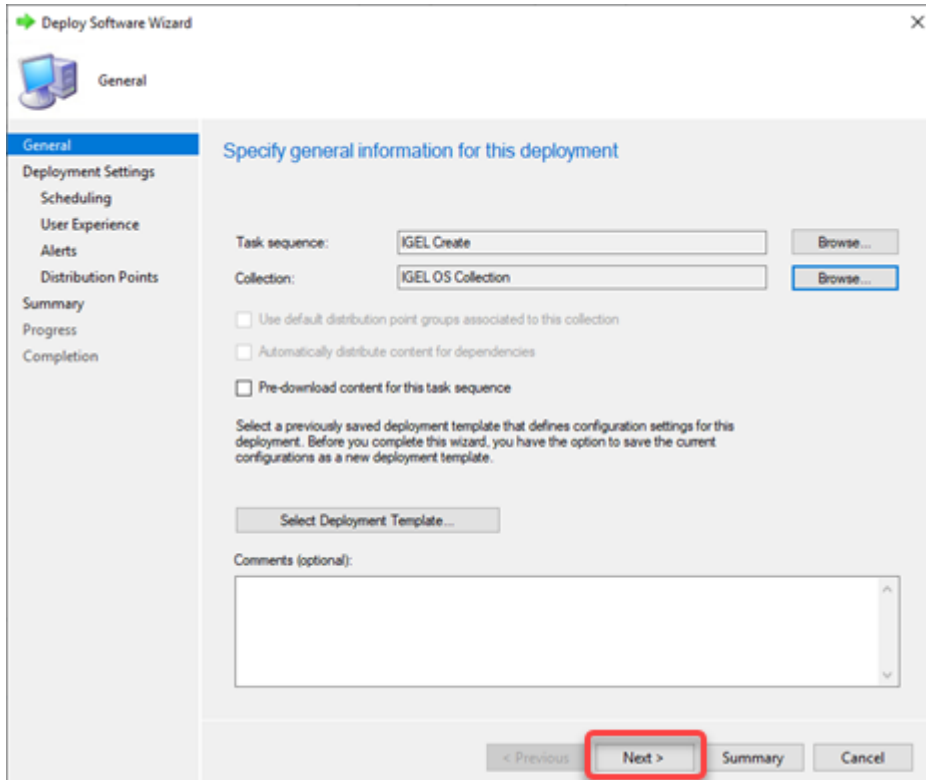 Deploy Software Wizard
General
General
Deployment Settings
Scheduling
User Experience
Alerts
Distribution Points
Summary
Progress
Completion
Specify general information for this deployment
Task sequence: IGEL Create Browse...
Collection: IGEL OS Collection Browse...
Use default distribution point groups associated to this collection
Automatically distribute content for dependencies
Pre-download content for this task sequence
Select a previously saved deployment template that defines configuration settings for this
deployment. Before you complete this wizard, you have the option to save the current
configurations as a new deployment template.
Select Deployment Template...
Comments (optional):
< Previous Next > Summary Cancel